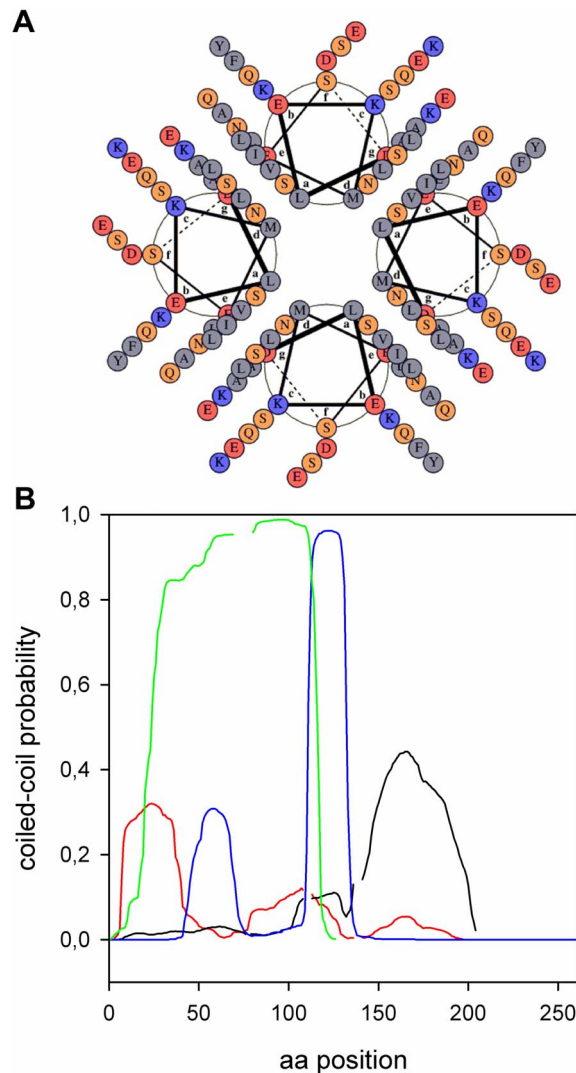 A
Y F Q K E
S D S E
K S Q E K
b
f
c
e
g
a
d
K E Q S K
E S D S
Y F Q K E
c
g
d
f
a
b
e
E K Q F Y
S D S E
K S Q E K
e
b
a
f
d
c
g
d
a
g
e
c
b
f
K E Q S K
E S D S
E K Q F Y
B
coiled-coil probability
1,0
0,8
0,6
0,4
0,2
0,0
0 50 100 150 200 250
aa position